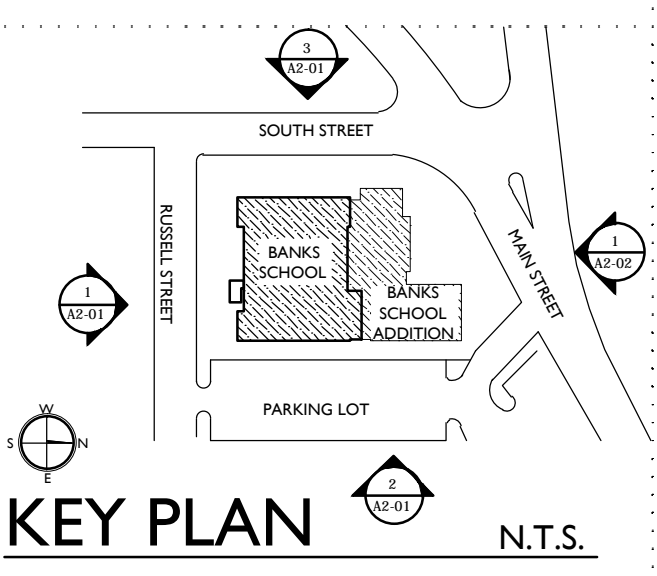 3
A2-01
SOUTH STREET
RUSSELL STREET
BANKS
SCHOOL
MAIN STREET
1
A2-02
1
A2-01
BANKS
SCHOOL
ADDITION
PARKING LOT
W
S
N
E
2
A2-01
KEY PLAN
N.T.S.